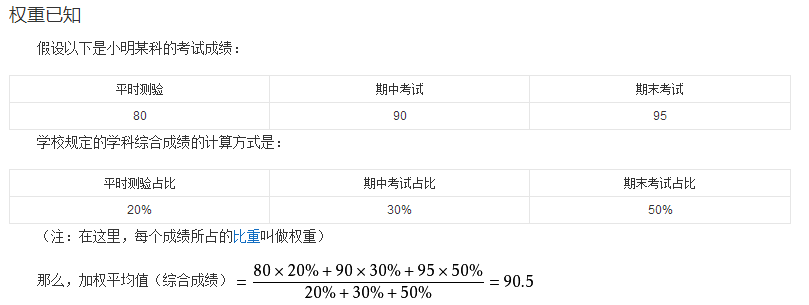 权重已知
假设以下是小明某科的考试成绩：
平时测验 期中考试 期末考试
80 90 95
学校规定的学科综合成绩的计算方式是：
平时测验占比 期中考试占比 期末考试占比
20% 30% 50%
（注：在这里，每个成绩所占的比重叫做权重）
那么，加权平均值（综合成绩）= 80×20%+90×30%+95×50% / 20%+30%+50% = 90.5